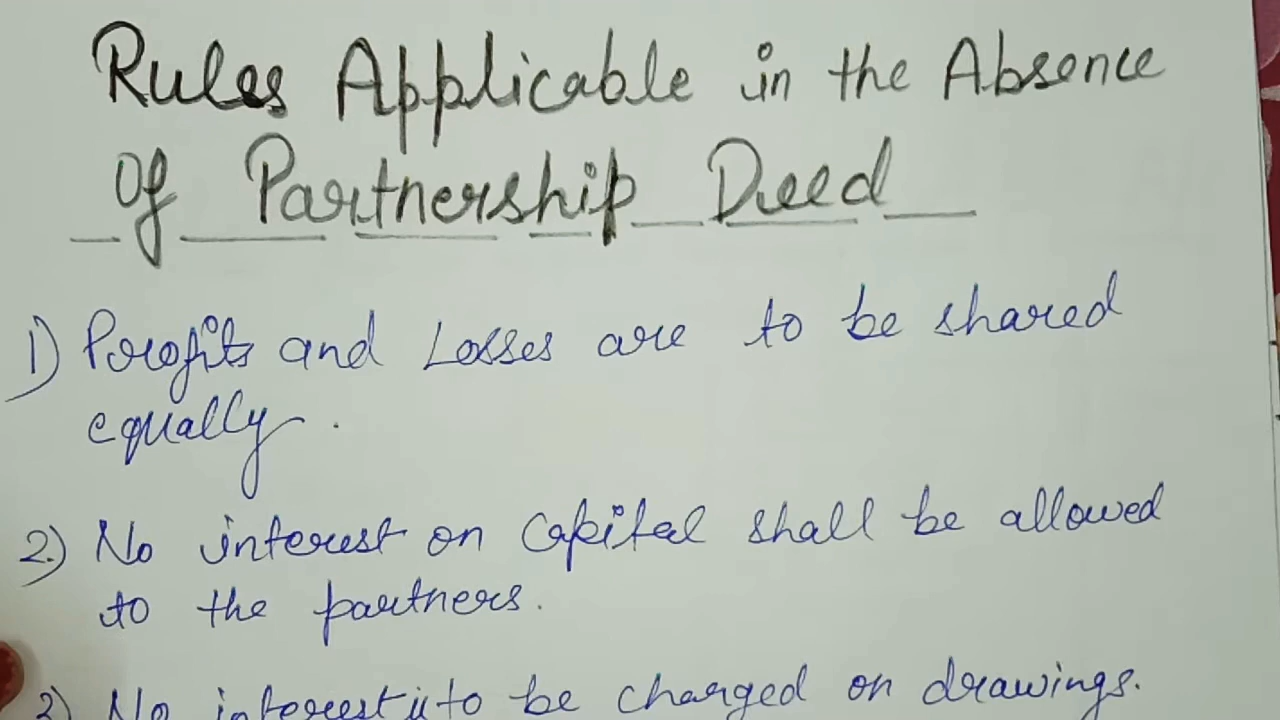 Rules Applicable in the Absence
Of Partnership Deed
1) Profits and Losses are to be shared
equally.
2.) No interest on Capital shall be allowed
to the partners.
3) No interest is to be charged on drawings.